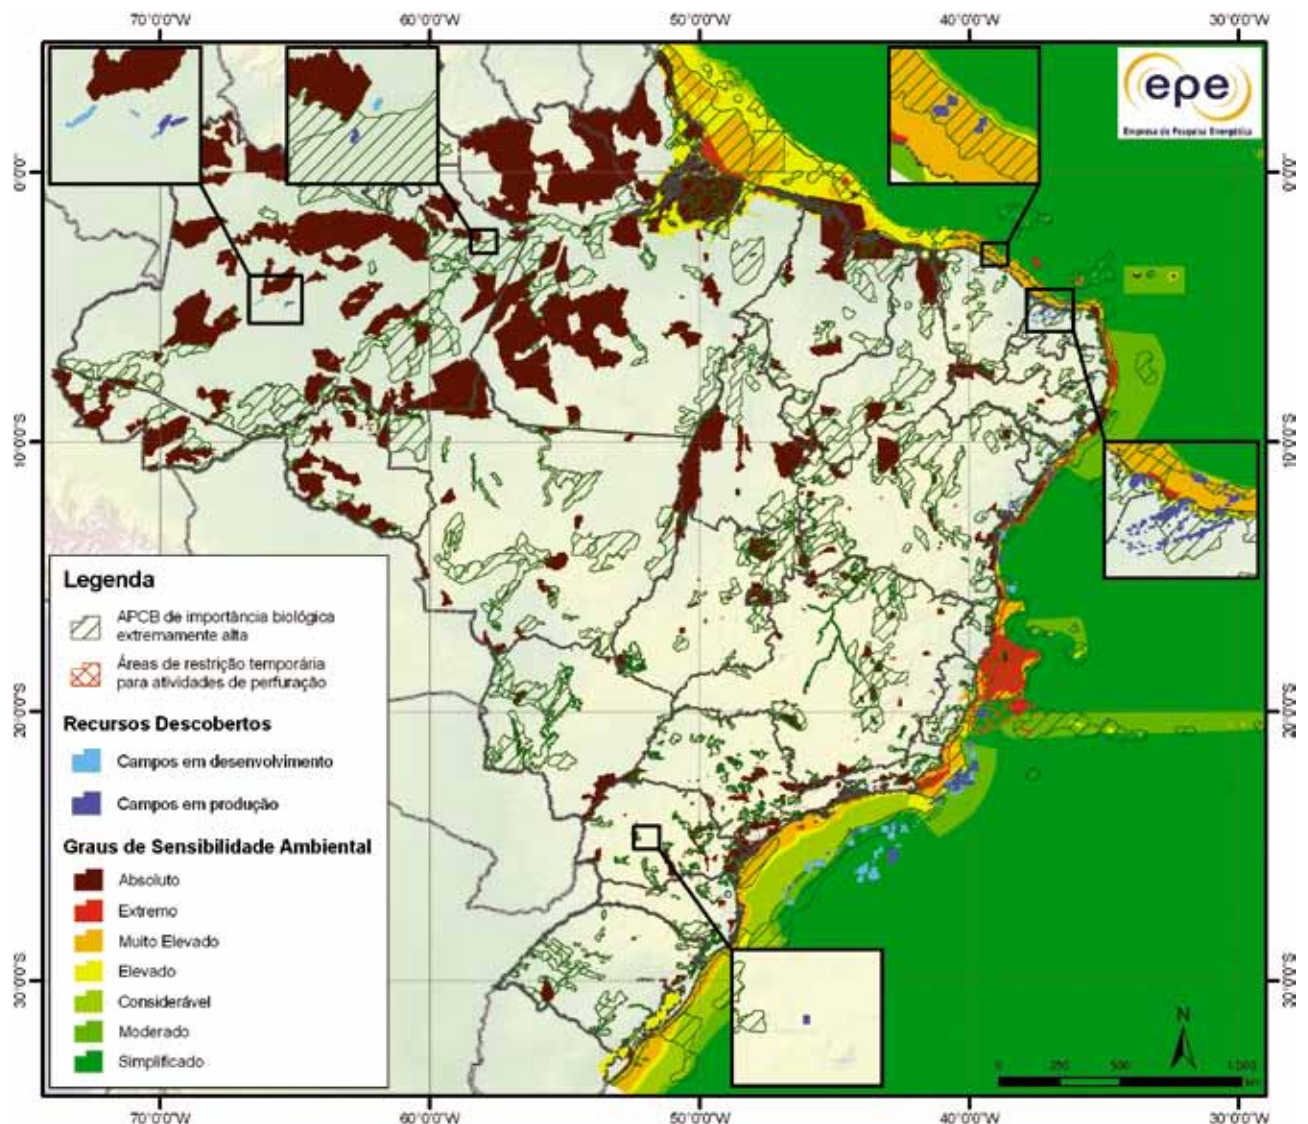 70°0'0"W 60°0'0"W 50°0'0"W 40°0'0"W 30°0'0"W
epe
Empresa de Pesquisa Energética
0°0'0" 0°0'0"
10°0'0"S 10°0'0"S
Legenda
APCB de importância biológica
extremamente alta
Áreas de restrição temporária
para atividades de perfuração
Recursos Descobertos
Campos em desenvolvimento
Campos em produção
Graus de Sensibilidade Ambiental
Absoluto
Extremo
Muito Elevado
Elevado
Considerável
Moderado
Simplificado
20°0'0"S 20°0'0"S
30°0'0"S 30°0'0"S
N
0 250 500 1.000
km
70°0'0"W 60°0'0"W 50°0'0"W 40°0'0"W 30°0'0"W